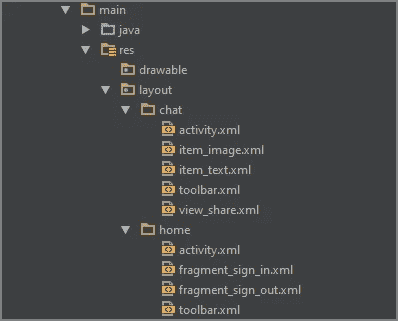 main
java
res
drawable
layout
chat
activity.xml
item_image.xml
item_text.xml
toolbar.xml
view_share.xml
home
activity.xml
fragment_sign_in.xml
fragment_sign_out.xml
toolbar.xml